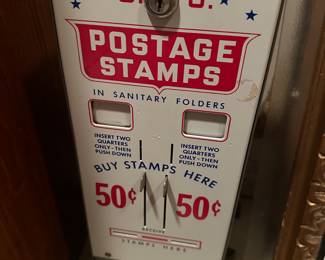 POSTAGE
STAMPS
IN SANITARY FOLDERS
INSERT TWO
QUARTERS
ONLY-THEN
PUSH DOWN
INSERT TWO
QUARTERS
ONLY-THEN
PUSH DOWN
BUY STAMPS HERE
50¢ 50¢
RECEIVE
STAMPS HERE